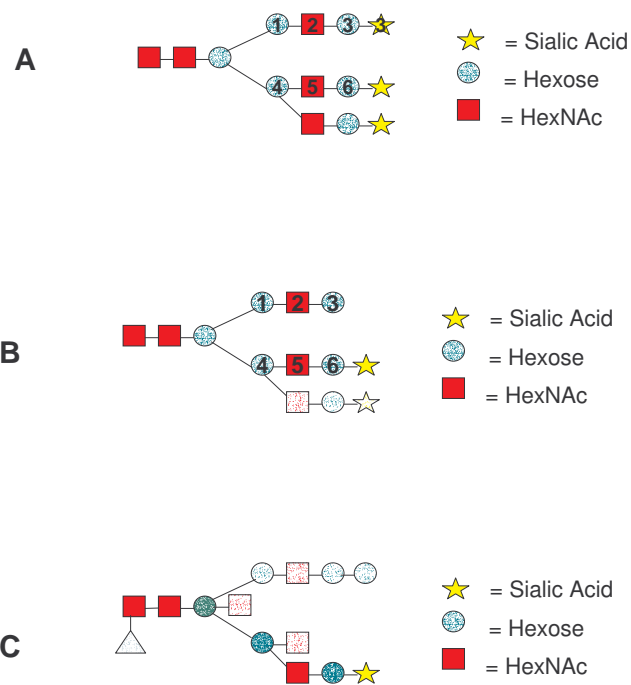 A
1 2 3 3
4 5 6
= Sialic Acid
= Hexose
= HexNAc
B
1 2 3
4 5 6
= Sialic Acid
= Hexose
= HexNAc
C
= Sialic Acid
= Hexose
= HexNAc